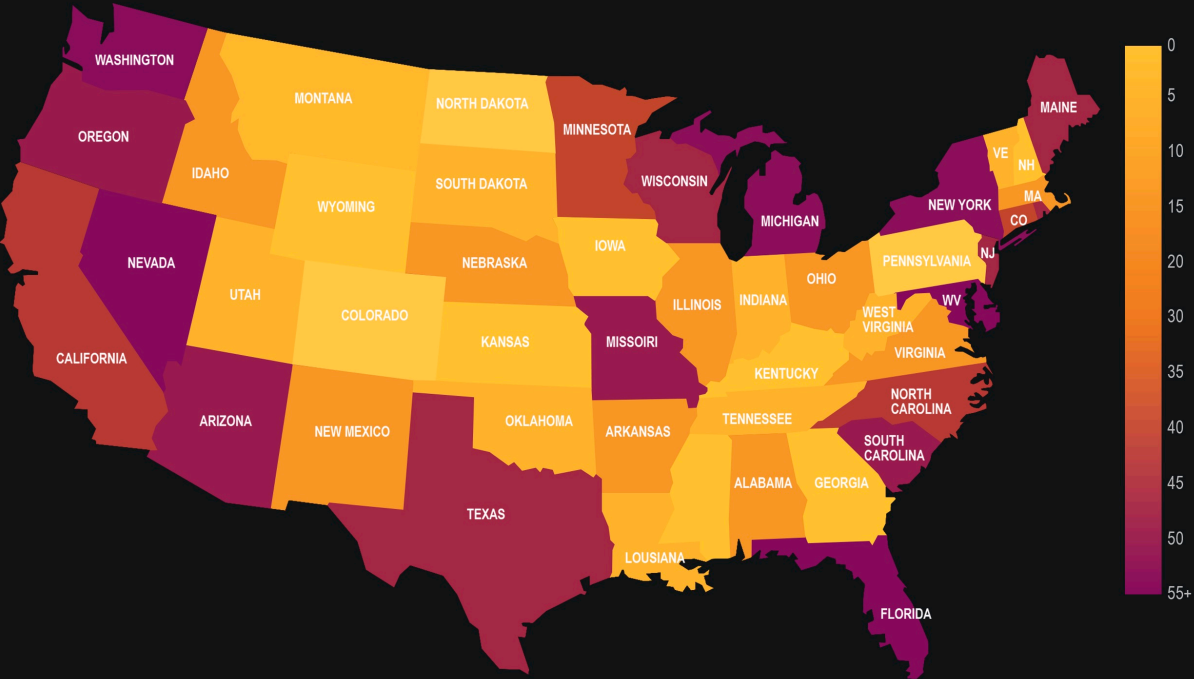 WASHINGTON
MONTANA
NORTH DAKOTA
MINNESOTA
MAINE
OREGON
IDAHO
SOUTH DAKOTA
WISCONSIN
VE
NH
WYOMING
MA
NEW YORK
CO
MICHIGAN
NEVADA
IOWA
NEBRASKA
PENNSYLVANIA
NJ
UTAH
COLORADO
ILLINOIS
INDIANA
OHIO
WV
WEST
VIRGINIA
KANSAS
MISSOIRI
CALIFORNIA
KENTUCKY
VIRGINIA
NORTH
CAROLINA
ARIZONA
NEW MEXICO
OKLAHOMA
ARKANSAS
TENNESSEE
SOUTH
CAROLINA
TEXAS
ALABAMA
GEORGIA
LOUSIANA
FLORIDA
0
5
10
15
20
30
35
40
45
50
55+